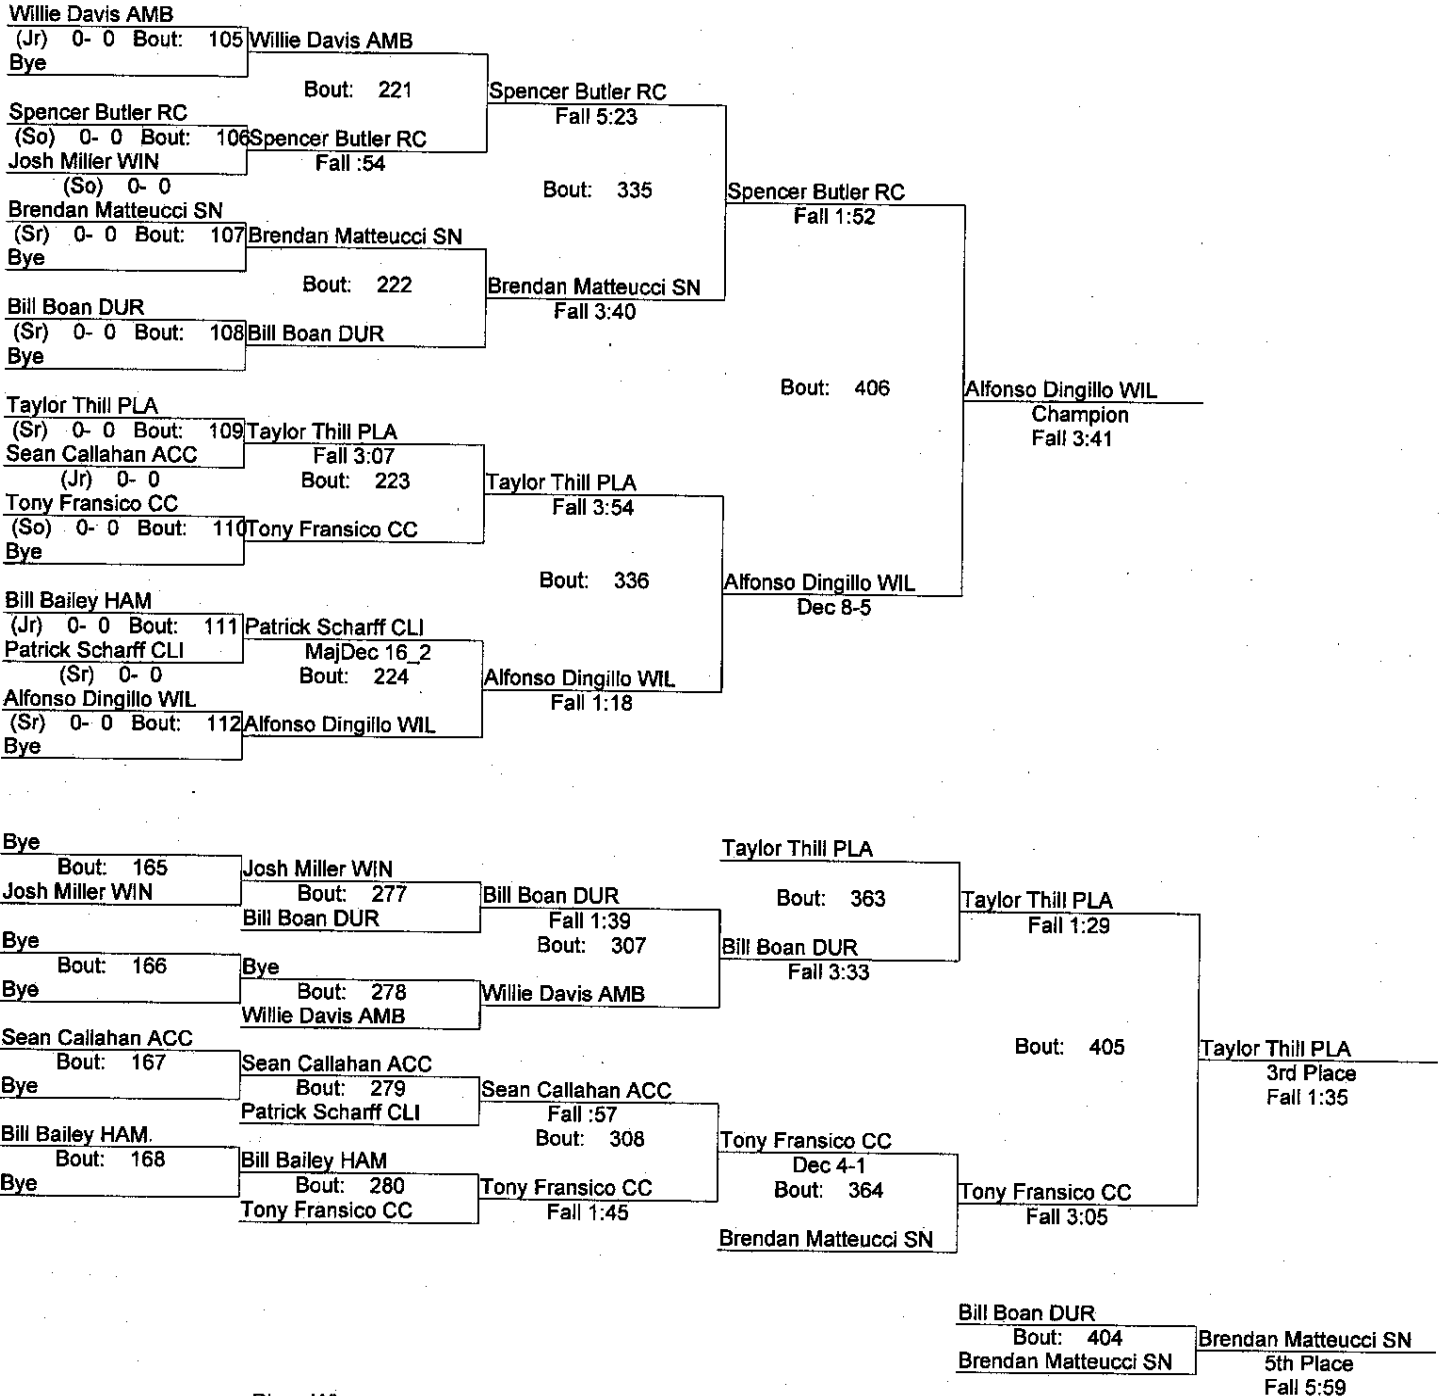 Willie Davis AMB
(Jr) 0- 0 Bout: 105 Willie Davis AMB
Bye
Bout: 221
Spencer Butler RC
Fall 5:23
Spencer Butler RC
(So) 0- 0 Bout: 106 Spencer Butler RC
Josh Miller WIN
Fall :54
(So) 0- 0
Bout: 335
Spencer Butler RC
Fall 1:52
Brendan Matteucci SN
(Sr) 0- 0 Bout: 107 Brendan Matteucci SN
Bye
Bout: 222
Brendan Matteucci SN
Fall 3:40
Bill Boan DUR
(Sr) 0- 0 Bout: 108 Bill Boan DUR
Bye
Bout: 406
Alfonso Dingillo WIL
Champion
Fall 3:41
Taylor Thill PLA
(Sr) 0- 0 Bout: 109 Taylor Thill PLA
Sean Callahan ACC
Fall 3:07
(Jr) 0- 0
Bout: 223
Taylor Thill PLA
Fall 3:54
Tony Fransico CC
(So) 0- 0 Bout: 110 Tony Fransico CC
Bye
Bout: 336
Alfonso Dingillo WIL
Dec 8-5
Bill Bailey HAM
(Jr) 0- 0 Bout: 111 Patrick Scharff CLI
Patrick Scharff CLI
MajDec 16_2
(Sr) 0- 0
Bout: 224
Alfonso Dingillo WIL
Fall 1:18
Alfonso Dingillo WIL
(Sr) 0- 0 Bout: 112 Alfonso Dingillo WIL
Bye
Bye
Bout: 165
Josh Miller WIN
Josh Miller WIN
Bout: 277
Bill Boan DUR
Bill Boan DUR
Fall 1:39
Bout: 307
Taylor Thill PLA
Bout: 363
Bill Boan DUR
Fall 3:33
Taylor Thill PLA
Fall 1:29
Bye
Bout: 166
Bye
Bye
Bout: 278
Willie Davis AMB
Willie Davis AMB
Bout: 405
Taylor Thill PLA
3rd Place
Fall 1:35
Sean Callahan ACC
Bout: 167
Bye
Sean Callahan ACC
Bout: 279
Patrick Scharff CLI
Sean Callahan ACC
Fall :57
Bout: 308
Tony Fransico CC
Dec 4-1
Bout: 364
Brendan Matteucci SN
Tony Fransico CC
Fall 3:05
Bill Bailey HAM
Bout: 168
Bye
Bill Bailey HAM
Bout: 280
Tony Fransico CC
Tony Fransico CC
Fall 1:45
Bill Boan DUR
Bout: 404
Brendan Matteucci SN
Brendan Matteucci SN
5th Place
Fall 5:59